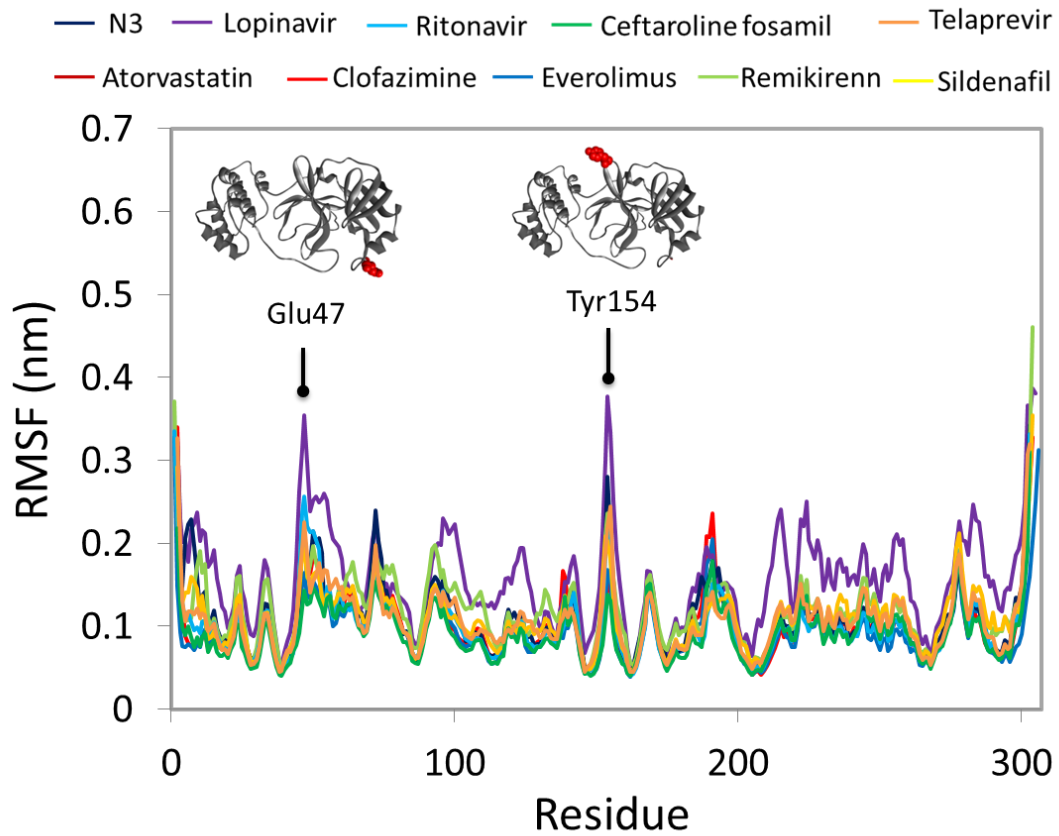 N3 Lopinavir Ritonavir Ceftaroline fosamil Telaprevir
Atorvastatin Clofazimine Everolimus Remikirenn Sildenafil
0.7
0.6
0.5
Glu47 Tyr154
0.4
0.3
0.2
0.1
0
RMSF (nm)
0 100 200 300
Residue